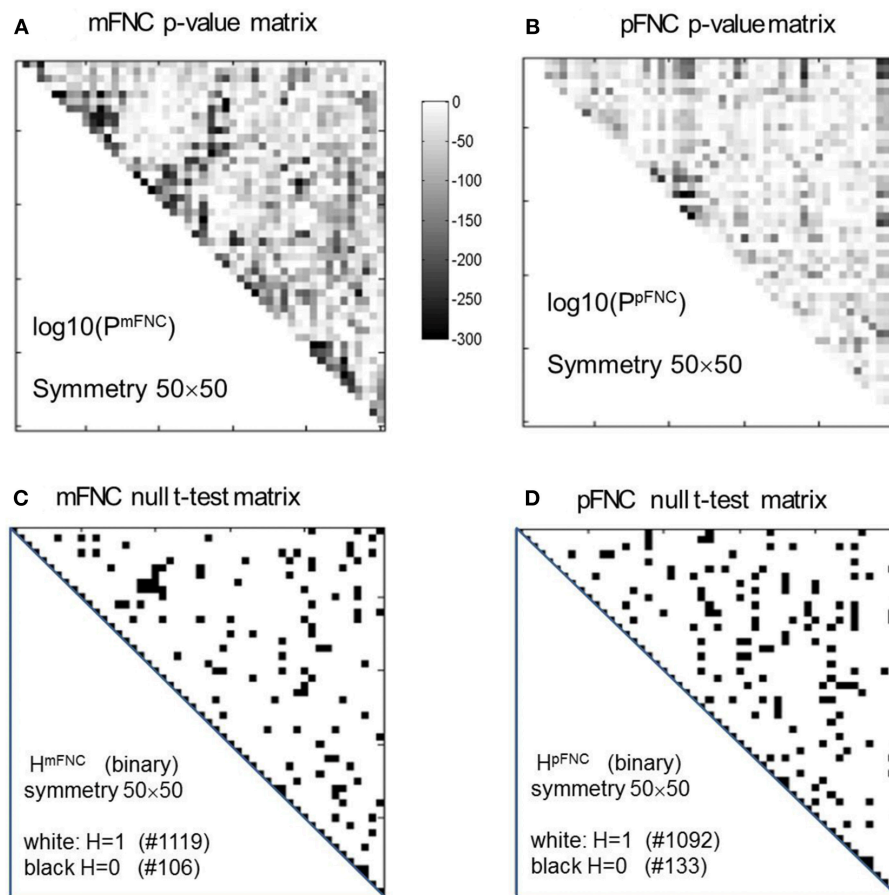 A mFNC p-value matrix
B pFNC p-value matrix
0
-50
-100
-150
-200
-250
-300
log10(P^mFNC)
Symmetry 50×50
log10(P^pFNC)
Symmetry 50×50
C mFNC null t-test matrix
D pFNC null t-test matrix
H^mFNC (binary)
symmetry 50×50
white: H=1 (#1119)
black H=0 (#106)
H^pFNC (binary)
symmetry 50×50
white: H=1 (#1092)
black H=0 (#133)